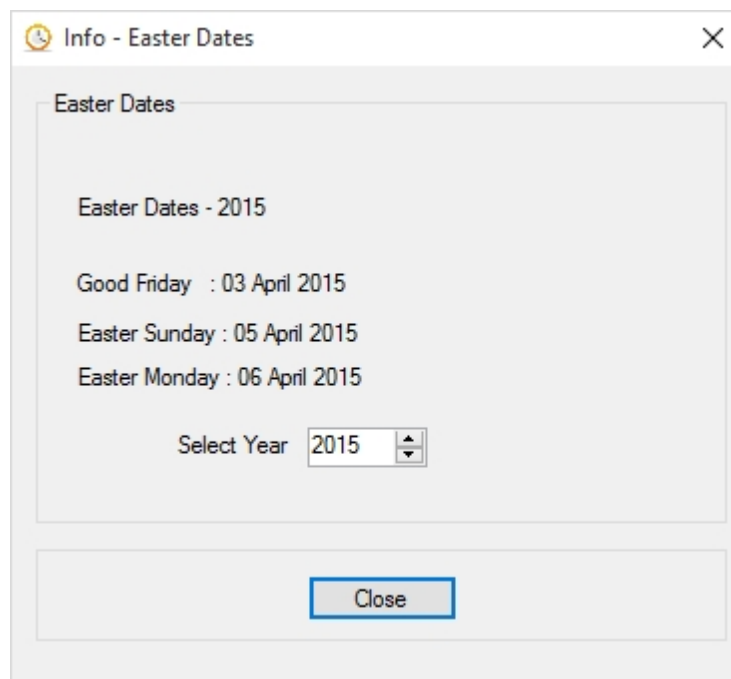 Info - Easter Dates
Easter Dates
Easter Dates - 2015
Good Friday : 03 April 2015
Easter Sunday : 05 April 2015
Easter Monday : 06 April 2015
Select Year 2015
Close